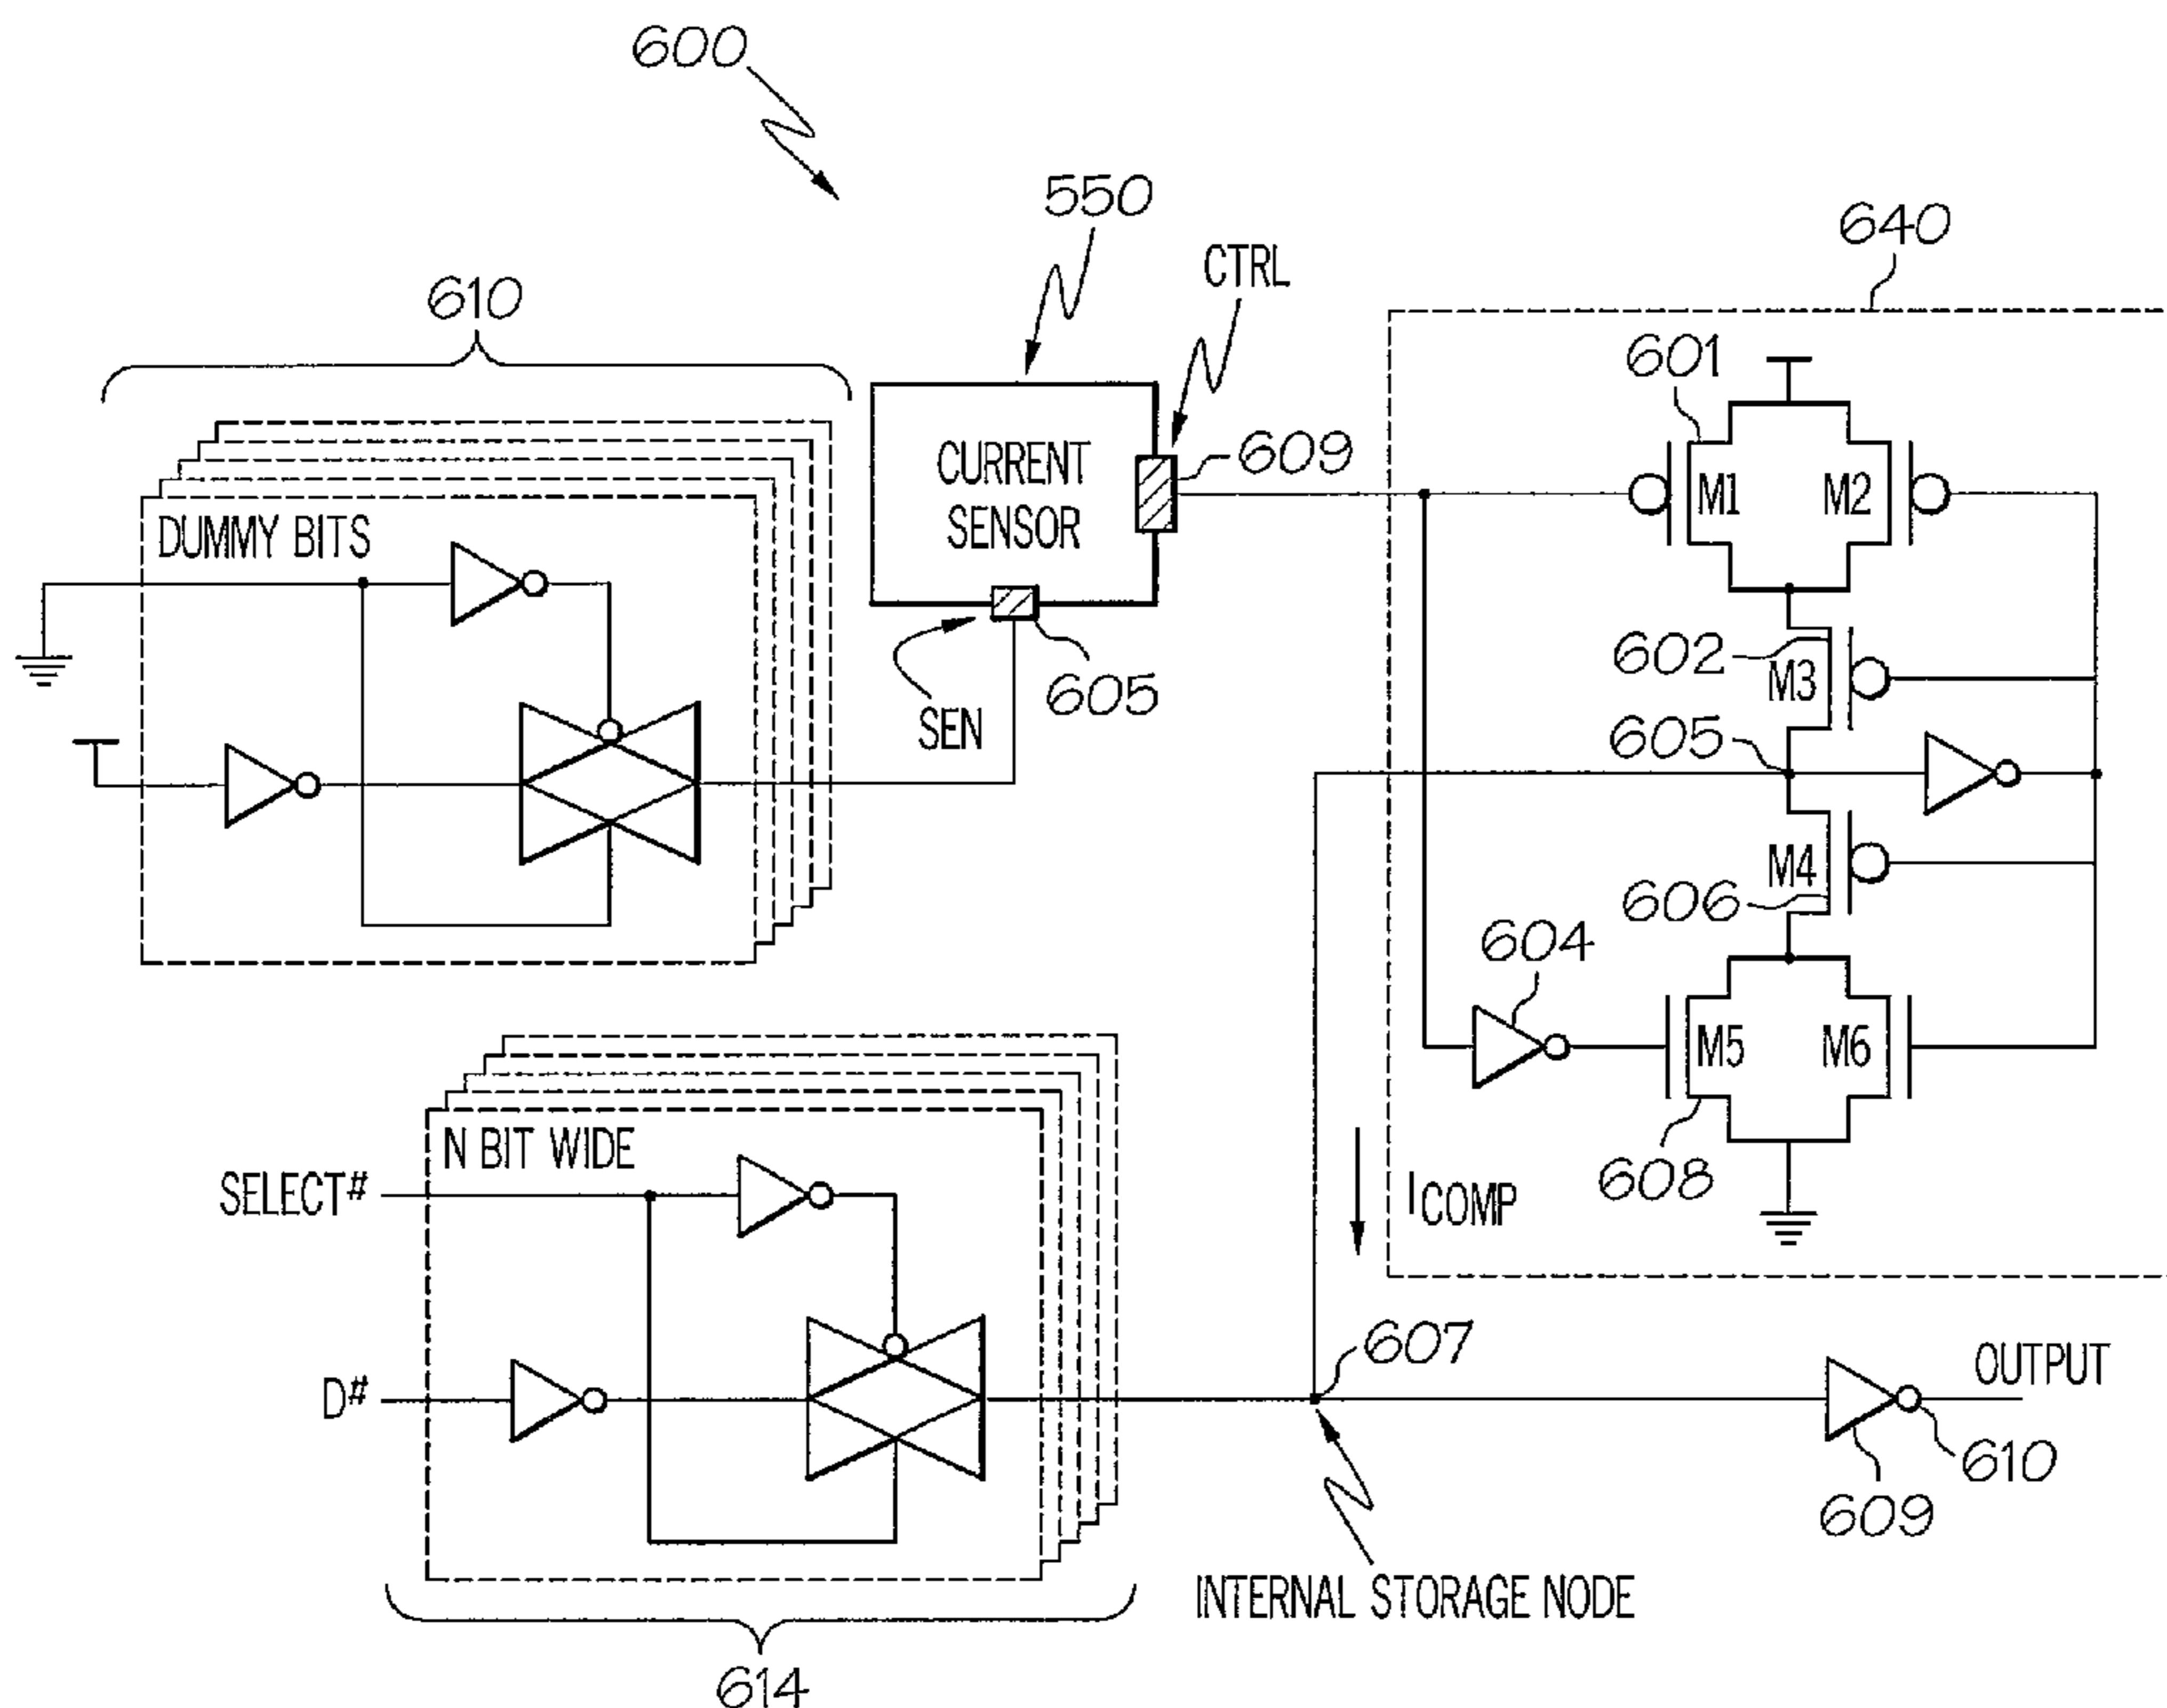 600
550
CTRL
640
610
601
CURRENT
SENSOR
609
M1
M2
DUMMY BITS
602
M3
605
SEN
605
M4
606
604
M5
M6
N BIT WIDE
608
SELECT#
ICOMP
607
OUTPUT
D#
610
609
INTERNAL STORAGE NODE
614